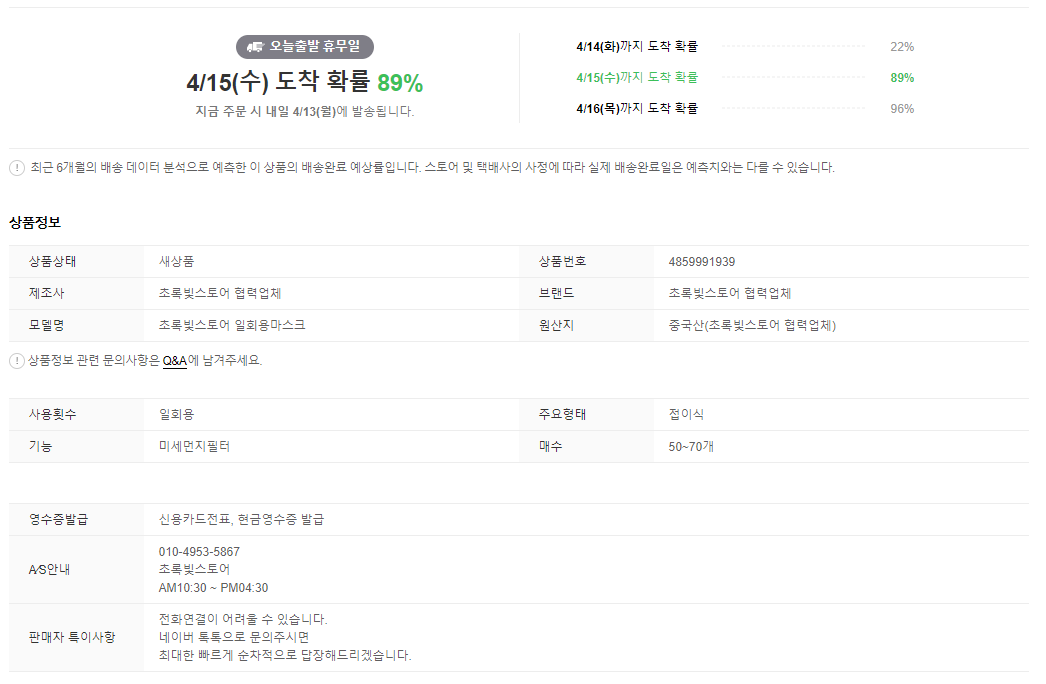 오늘출발 휴무일
4/15(수) 도착 확률 89%
지금 주문 시 내일 4/13(월)에 발송됩니다.
4/14(화)까지 도착 확률 22%
4/15(수)까지 도착 확률 89%
4/16(목)까지 도착 확률 96%
최근 6개월의 배송 데이터 분석으로 예측한 이 상품의 배송완료 예상률입니다. 스토어 및 택배사의 사정에 따라 실제 배송완료일은 예측치와는 다를 수 있습니다.
상품정보
상품상태 새상품 상품번호 4859991939
제조사 초록빛스토어 협력업체 브랜드 초록빛스토어 협력업체
모델명 초록빛스토어 일회용마스크 원산지 중국산(초록빛스토어 협력업체)
상품정보 관련 문의사항은 Q&A에 남겨주세요.
사용횟수 일회용 주요형태 접이식
기능 미세먼지필터 매수 50~70개
영수증발급 신용카드전표, 현금영수증 발급
A/S안내 010-4953-5867
초록빛스토어
AM10:30 ~ PM04:30
판매자 특이사항 전화연결이 어려울 수 있습니다.
네이버 톡톡으로 문의주시면
최대한 빠르게 순차적으로 답장해드리겠습니다.